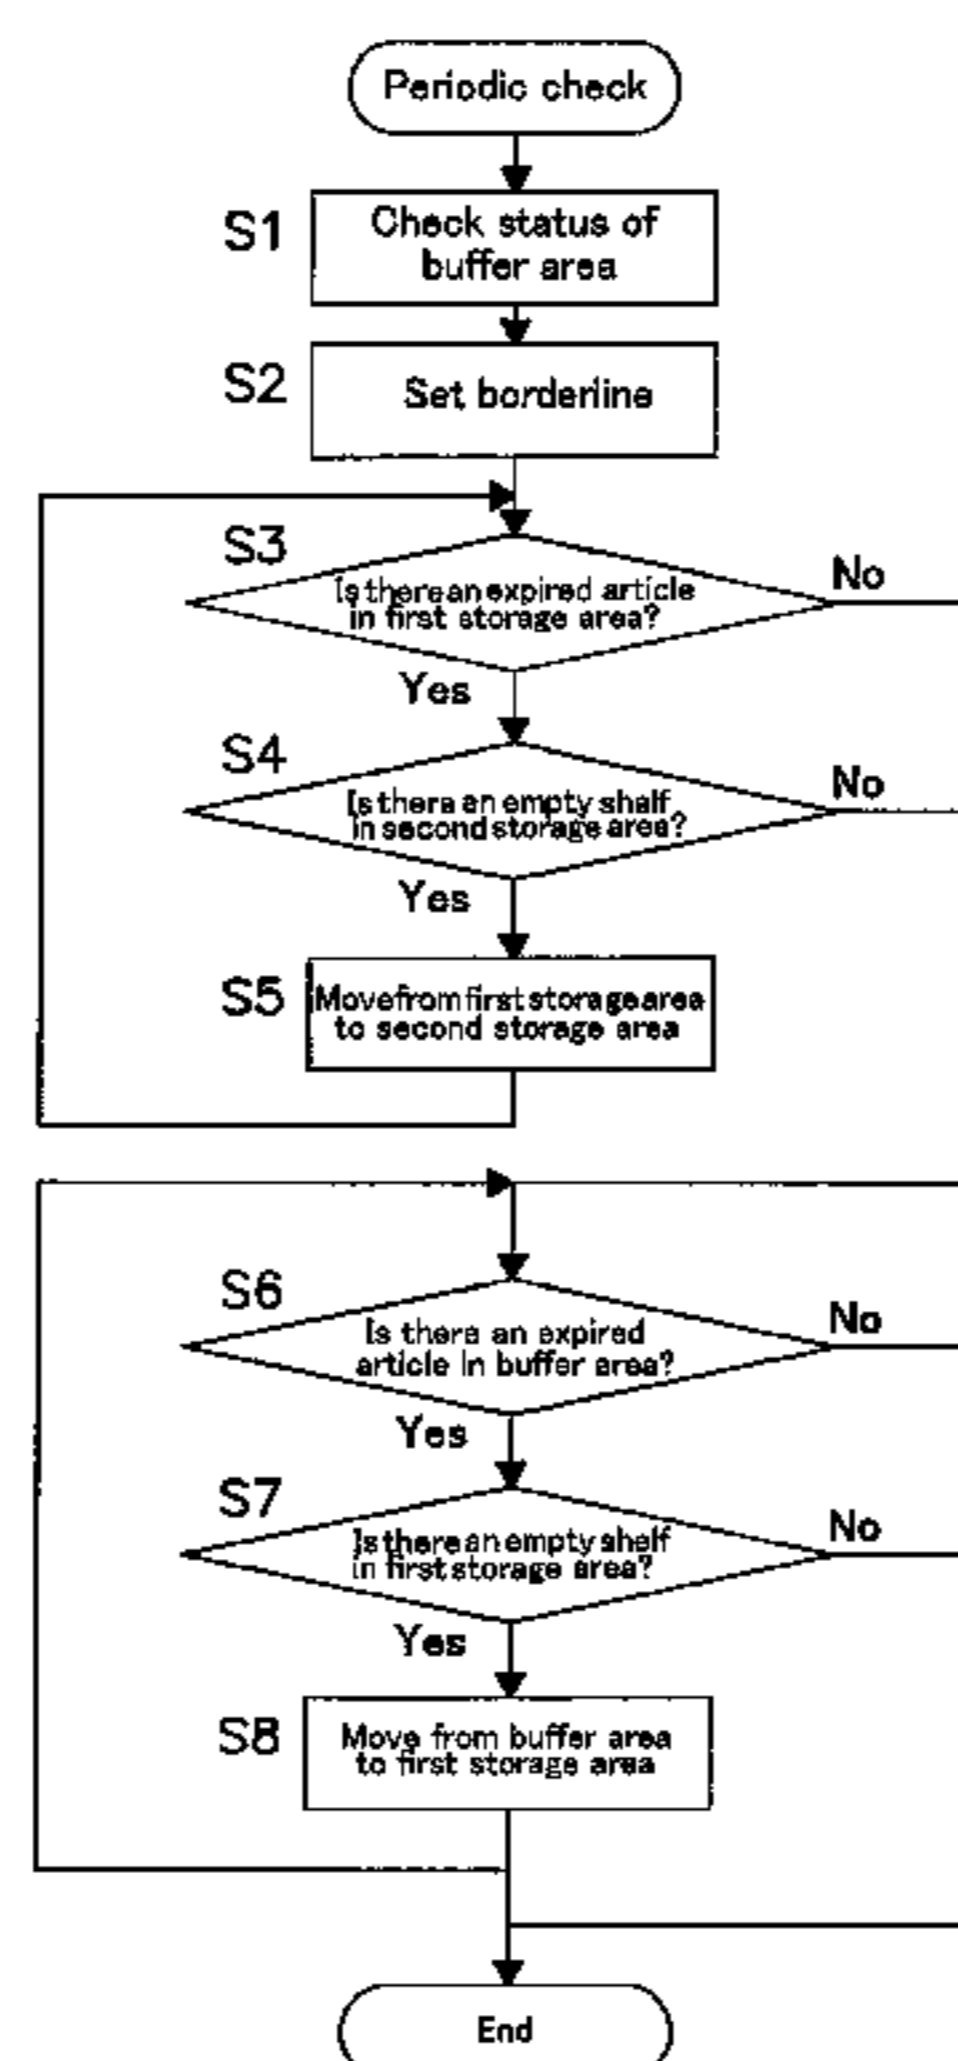 Periodic check
S1
Check status of
buffer area
S2
Set borderline
S3
Is there an expired article
in first storage area?
No
Yes
S4
Is there an empty shelf
in second storage area?
No
Yes
S5
Move from first storage area
to second storage area
S6
Is there an expired
article in buffer area?
No
Yes
S7
Is there an empty shelf
in first storage area?
No
Yes
S8
Move from buffer area
to first storage area
End